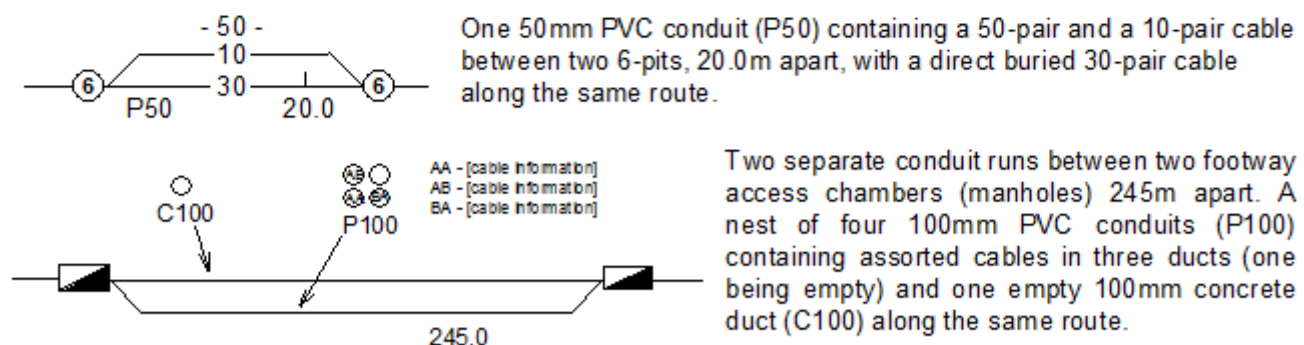 - 50 -
10
6 30 6
P50 20.0
One 50mm PVC conduit (P50) containing a 50-pair and a 10-pair cable
between two 6-pits, 20.0m apart, with a direct buried 30-pair cable
along the same route.
C100
AB
AA BA
P100
AA - [cable information]
AB - [cable information]
BA - [cable information]
245.0
Two separate conduit runs between two footway
access chambers (manholes) 245m apart. A
nest of four 100mm PVC conduits (P100)
containing assorted cables in three ducts (one
being empty) and one empty 100mm concrete
duct (C100) along the same route.